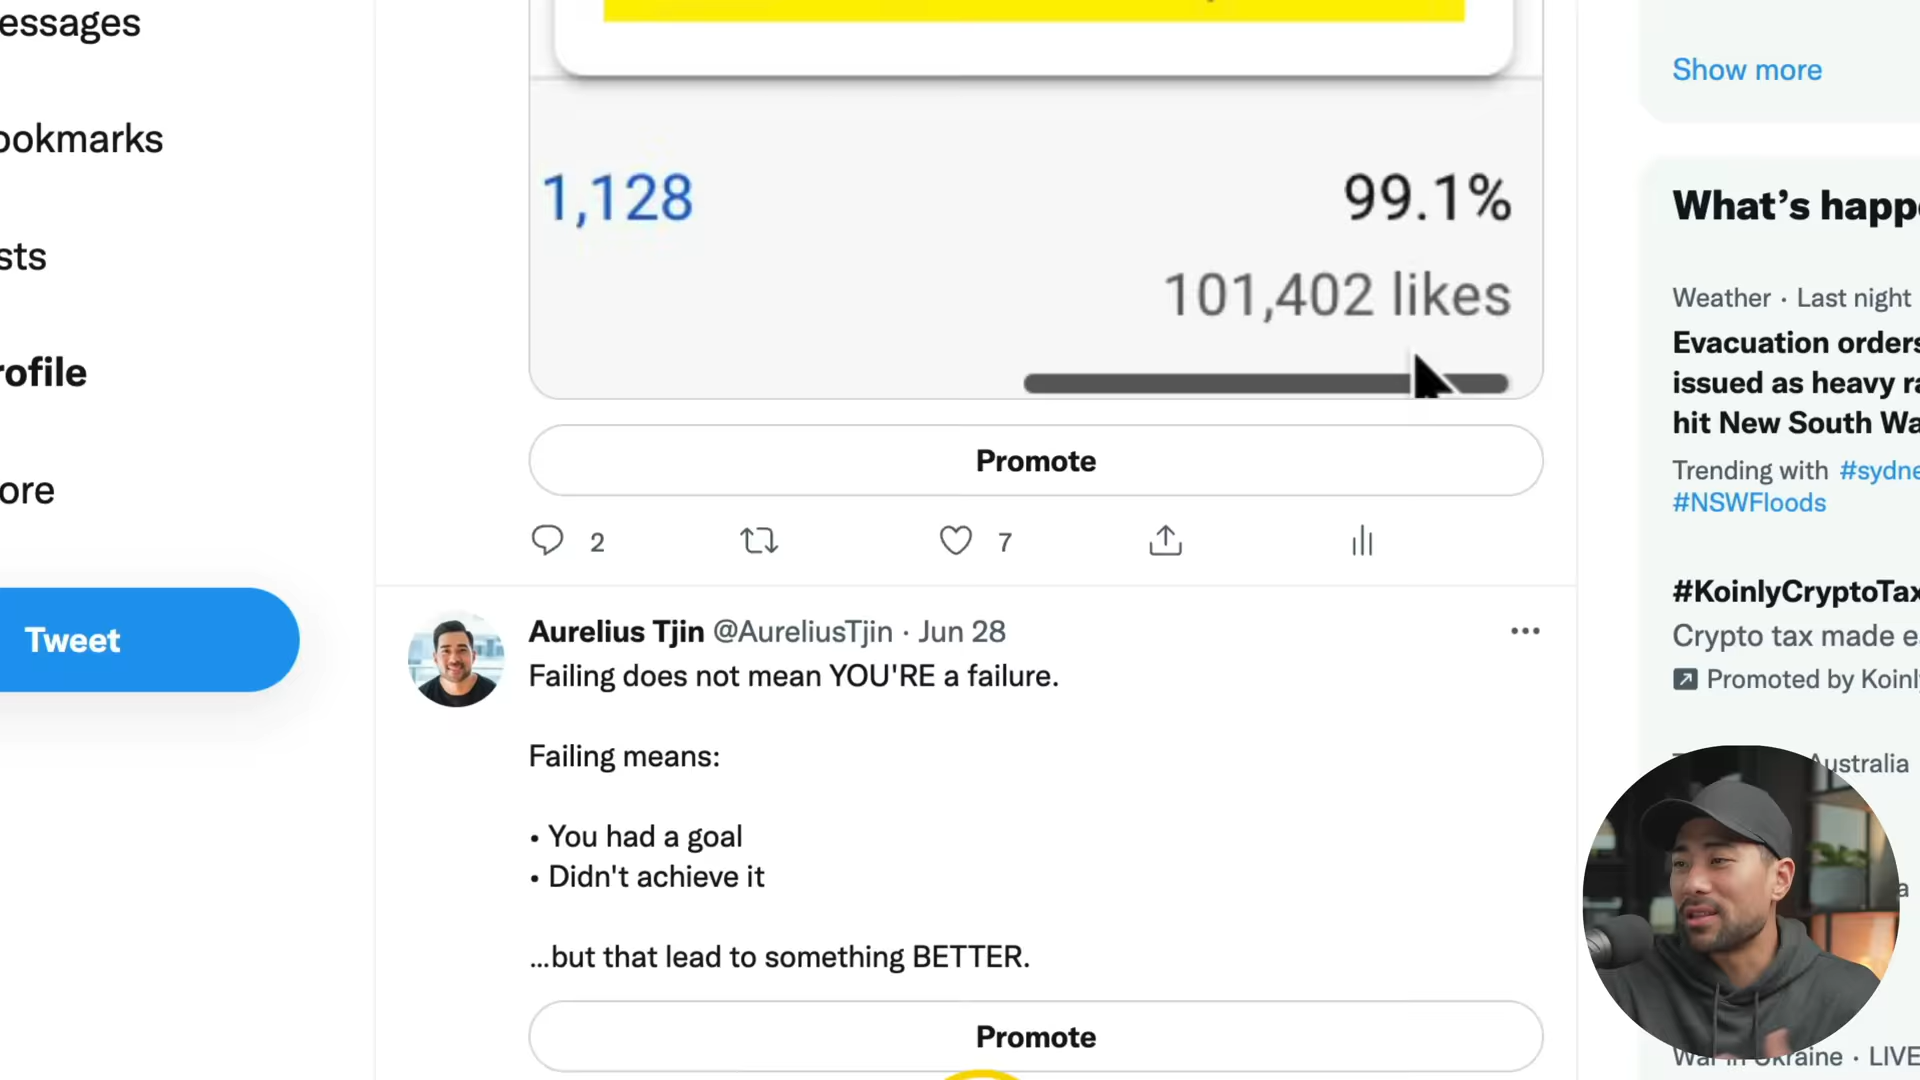 essages
ookmarks
sts
rofile
ore
Tweet
1,128
99.1%
101,402 likes
Promote
2
7
Aurelius Tjin @AureliusTjin · Jun 28
Failing does not mean YOU'RE a failure.
Failing means:
• You had a goal
• Didn't achieve it
...but that lead to something BETTER.
Promote
Show more
What's happe
Weather · Last night
Evacuation orders
issued as heavy ra
hit New South Wa
Trending with #sydne
#NSWFloods
#KoinlyCryptoTax
Crypto tax made e
Promoted by Koinly
Australia
War in Ukraine · LIVE